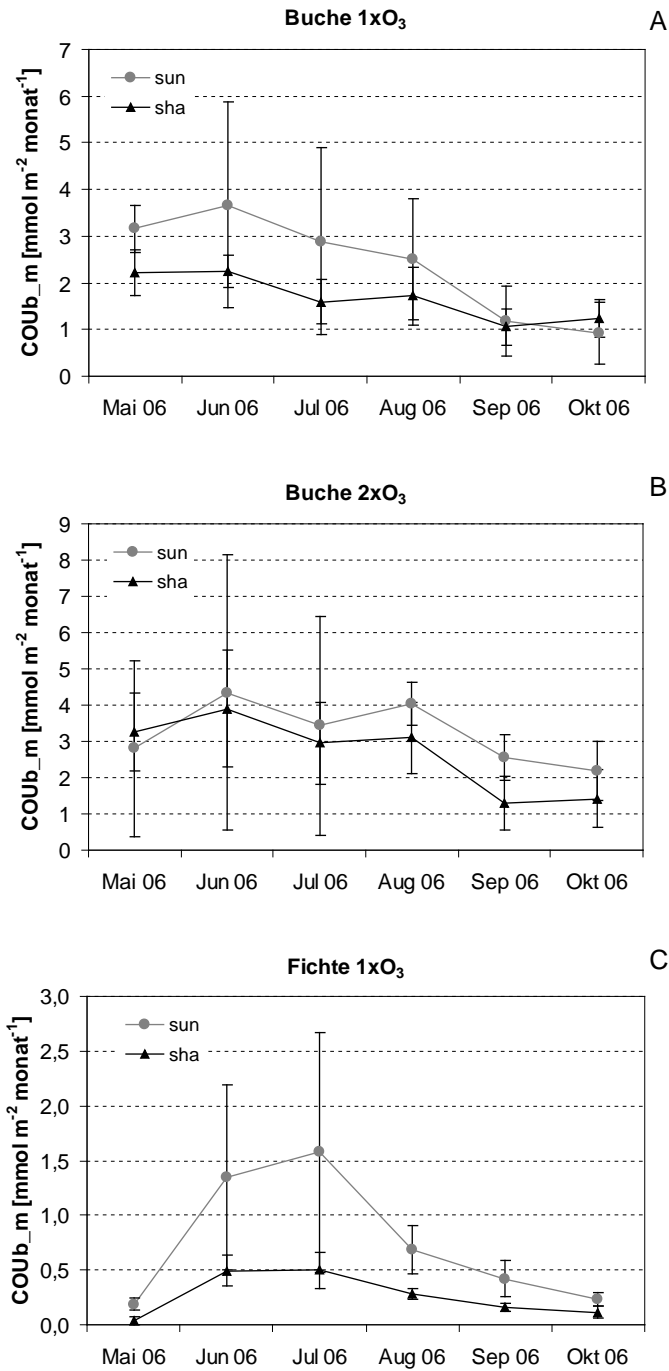 Buche 1xO₃
A
7
6
5
4
3
2
1
0
COUb_m [mmol m⁻² monat⁻¹]
sun
sha
Mai 06 Jun 06 Jul 06 Aug 06 Sep 06 Okt 06
Buche 2xO₃
B
9
8
7
6
5
4
3
2
1
0
COUb_m [mmol m⁻² monat⁻¹]
sun
sha
Mai 06 Jun 06 Jul 06 Aug 06 Sep 06 Okt 06
Fichte 1xO₃
C
3,0
2,5
2,0
1,5
1,0
0,5
0,0
COUb_m [mmol m⁻² monat⁻¹]
sun
sha
Mai 06 Jun 06 Jul 06 Aug 06 Sep 06 Okt 06